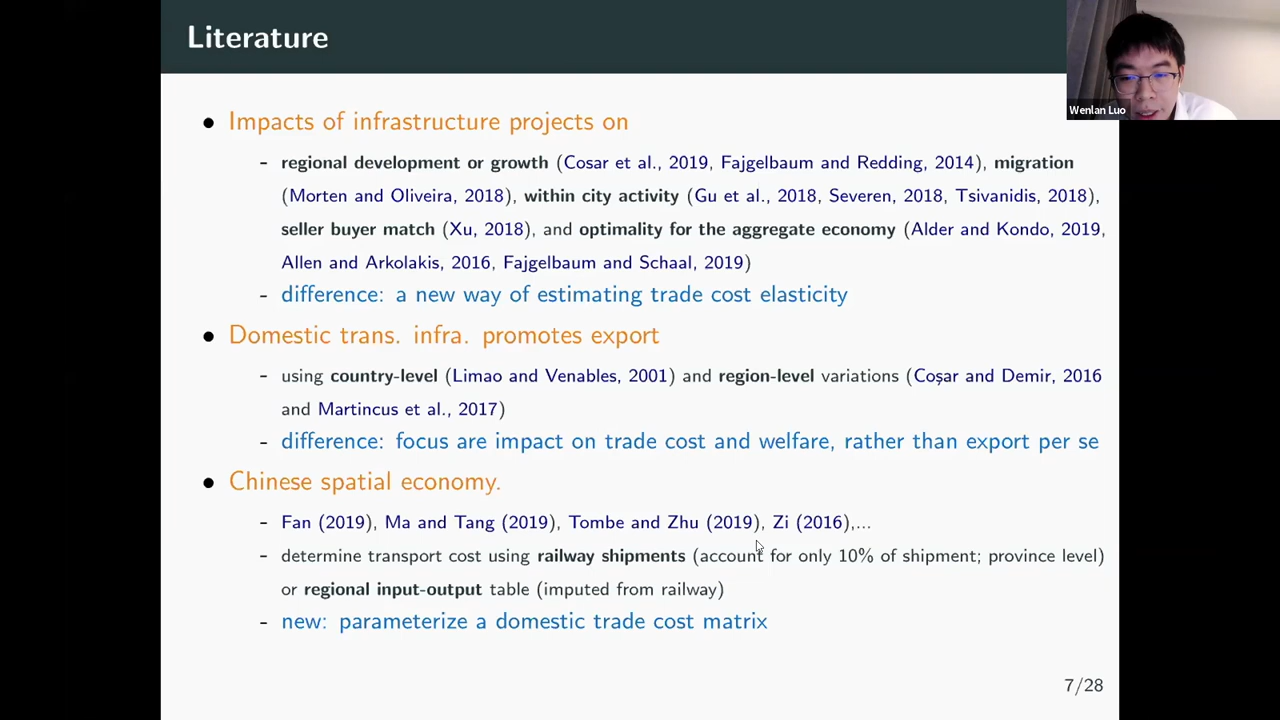 Literature
Wenlan Luo
• Impacts of infrastructure projects on
- regional development or growth (Cosar et al., 2019, Fajgelbaum and Redding, 2014), migration
(Morten and Oliveira, 2018), within city activity (Gu et al., 2018, Severen, 2018, Tsivanidis, 2018),
seller buyer match (Xu, 2018), and optimality for the aggregate economy (Alder and Kondo, 2019,
Allen and Arkolakis, 2016, Fajgelbaum and Schaal, 2019)
- difference: a new way of estimating trade cost elasticity
• Domestic trans. infra. promotes export
- using country-level (Limao and Venables, 2001) and region-level variations (Coșar and Demir, 2016
and Martincus et al., 2017)
- difference: focus are impact on trade cost and welfare, rather than export per se
• Chinese spatial economy.
- Fan (2019), Ma and Tang (2019), Tombe and Zhu (2019), Zi (2016),...
- determine transport cost using railway shipments (account for only 10% of shipment; province level)
or regional input-output table (imputed from railway)
- new: parameterize a domestic trade cost matrix
7/28